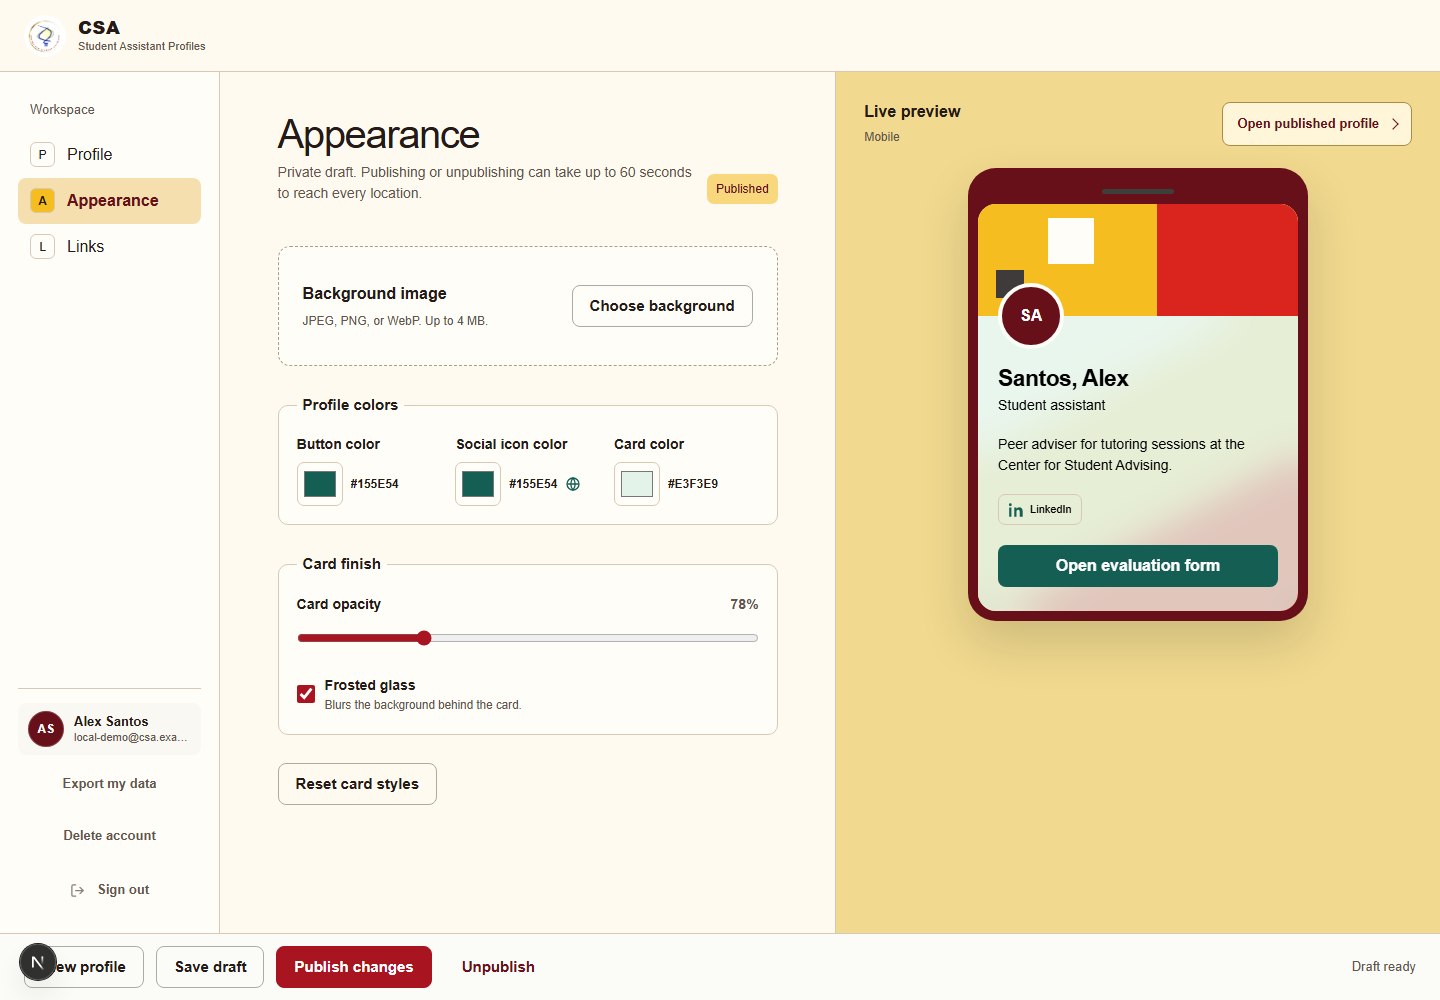 CSA
Student Assistant Profiles
Workspace
P Profile
A Appearance
L Links
AS
Alex Santos
local-demo@csa.exa...
Export my data
Delete account
Sign out
Appearance
Private draft. Publishing or unpublishing can take up to 60 seconds
to reach every location.
Published
Background image
JPEG, PNG, or WebP. Up to 4 MB.
Choose background
Profile colors
Button color
Social icon color
Card color
#155E54
#155E54
#E3F3E9
Card finish
Card opacity
78%
Frosted glass
Blurs the background behind the card.
Reset card styles
Live preview
Mobile
Open published profile
SA
Santos, Alex
Student assistant
Peer adviser for tutoring sessions at the
Center for Student Advising.
in LinkedIn
Open evaluation form
N
profile
Save draft
Publish changes
Unpublish
Draft ready